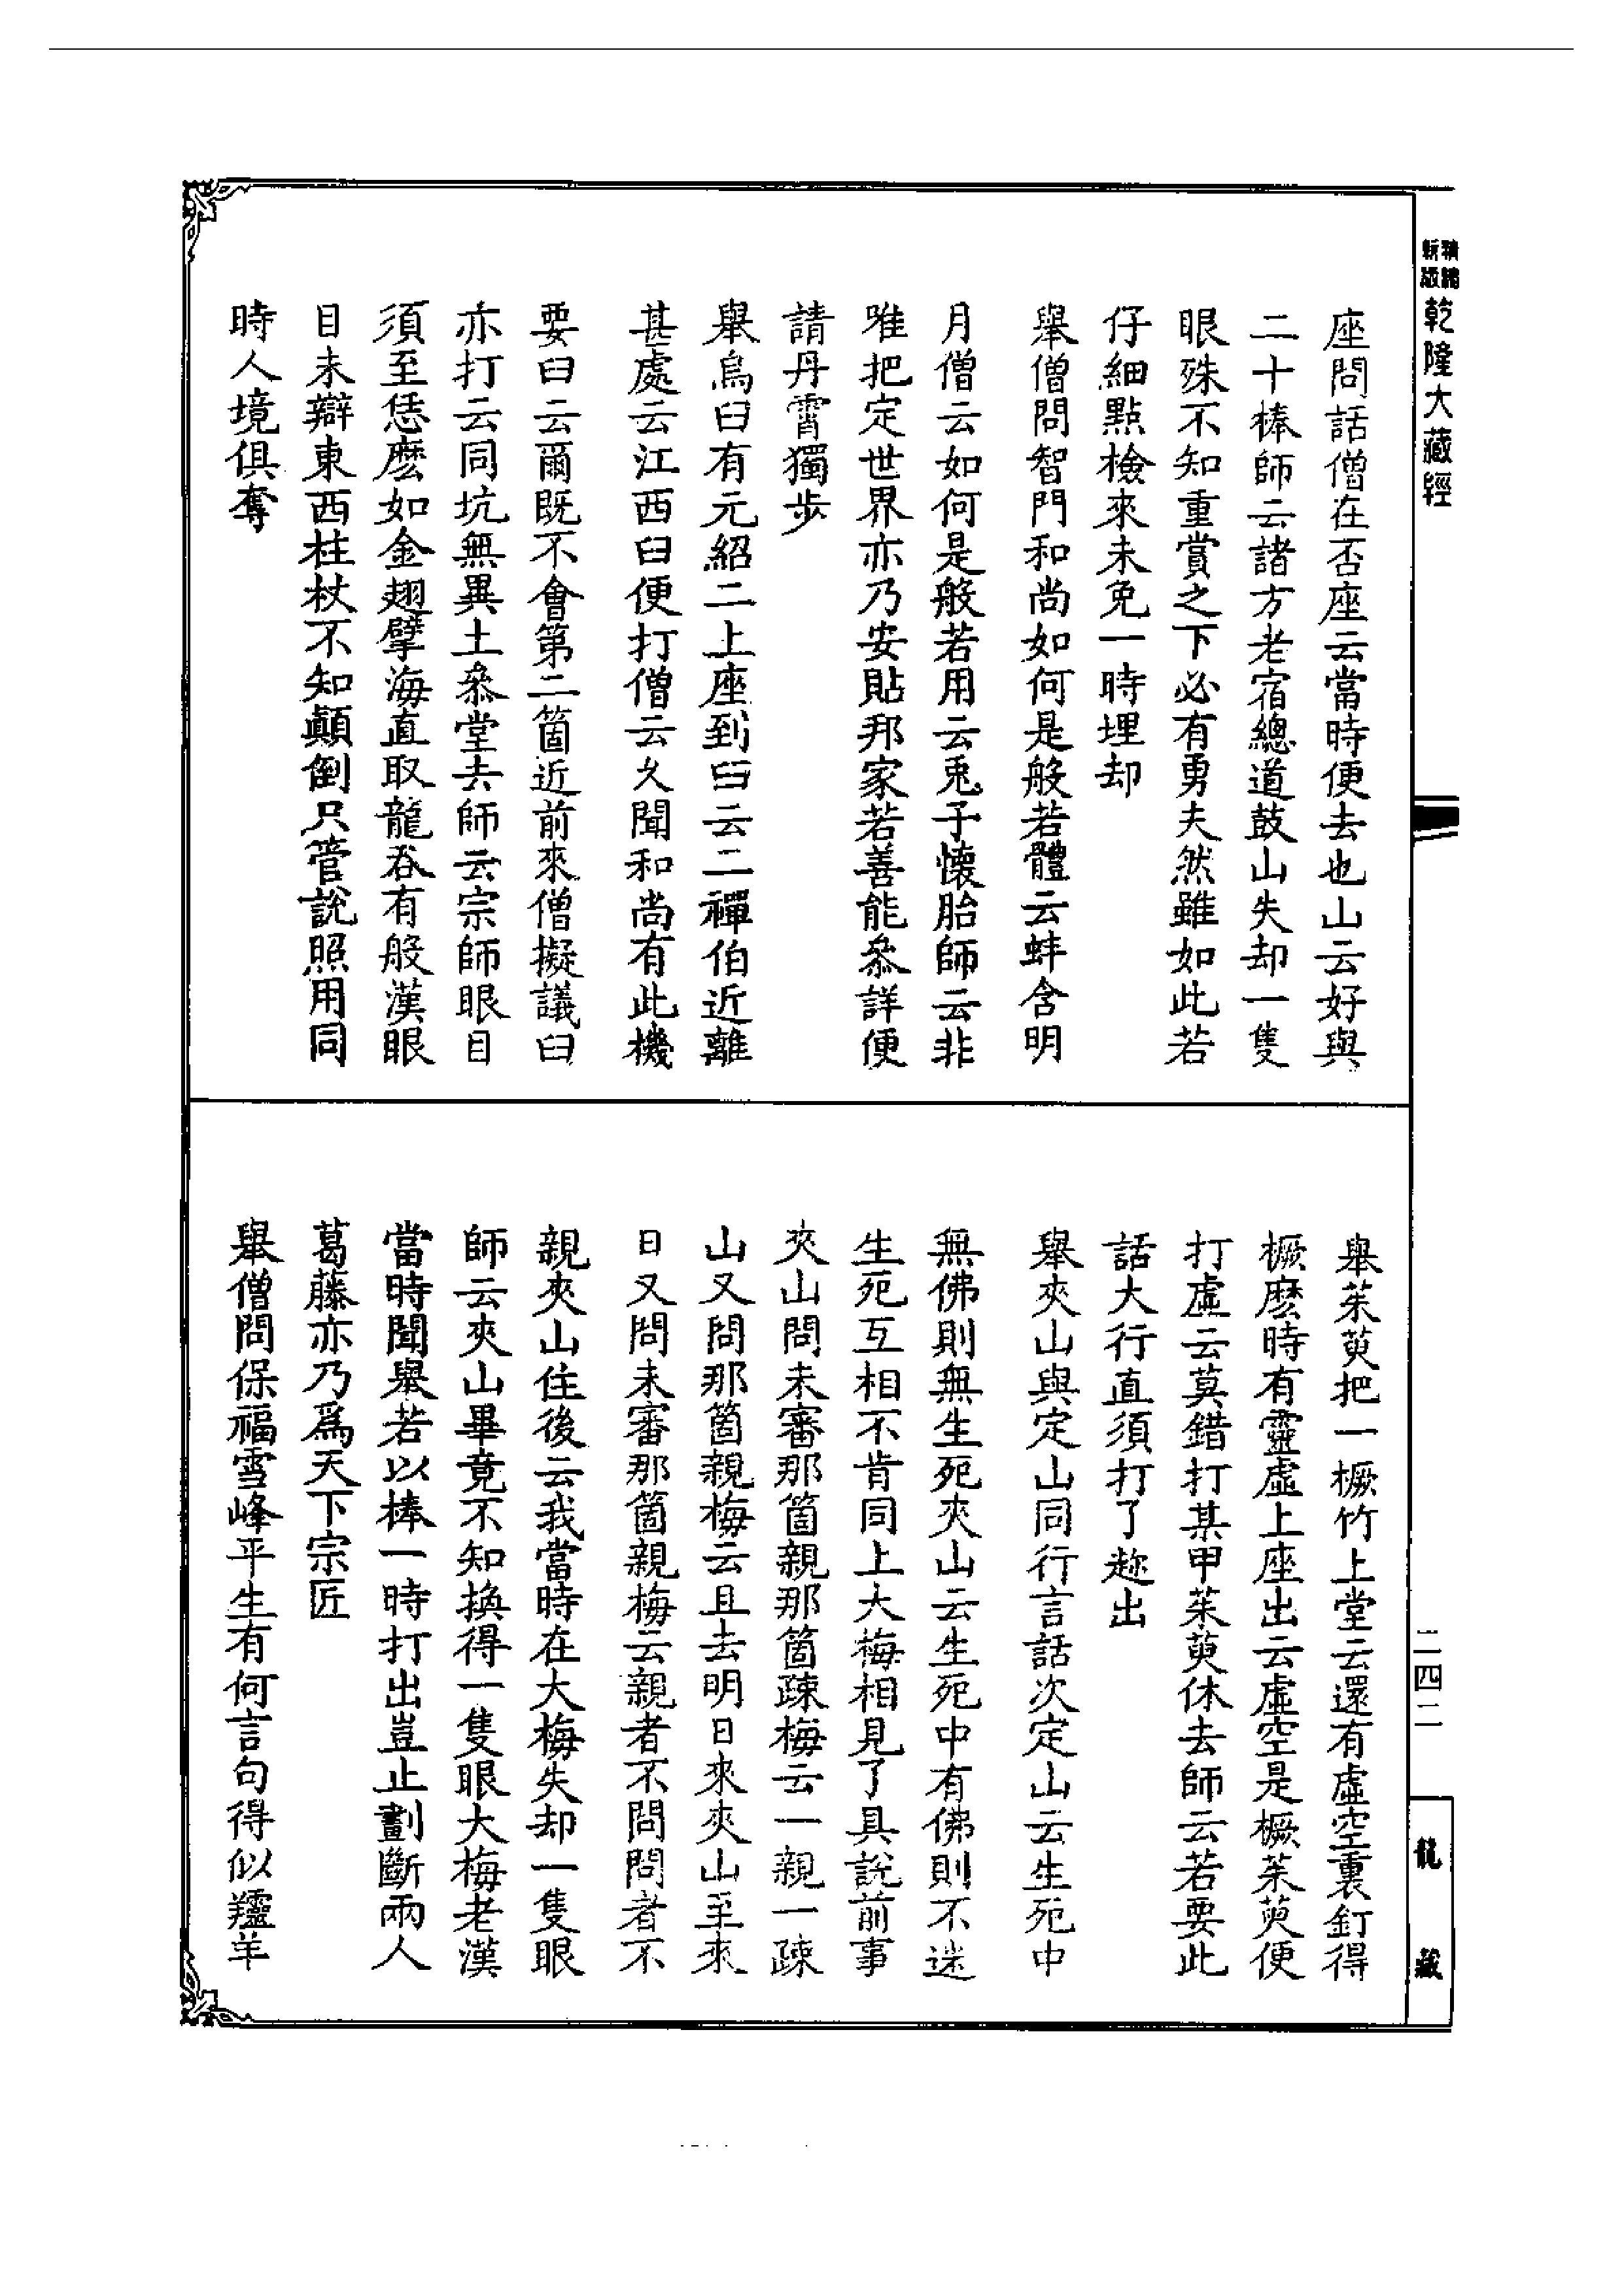 新編縮版乾隆大藏經
座問話僧在否座云當時便去也山云好與
二十棒師云諸方老宿總道鼓山失却一隻
眼殊不知重賞之下必有勇夫然雖如此若
仔細點檢來未免一時埋却
舉僧問智門和尚如何是般若體云蚌含明
月僧云如何是般若用云兎子懷胎師云非
唯把定世界亦乃安貼邦家若善能叅詳便
請丹霄獨步
舉烏臼有元紹二上座到臼云二禪伯近離
甚處云江西臼便打僧云久聞和尚有此機
要臼云爾既不會第二箇近前來僧擬議臼
亦打云同坑無異土叅堂去師云宗師眼目
須至恁麽如金翅擘海直取龍吞有般漢眼
目未辯東西柱杖不知顛倒只管說照用同
時人境俱奪
舉茱萸把一橛竹上堂云還有虛空裏釘得
橛麽時有靈虛上座出云虛空是橛茱萸便
打虛云莫錯打某甲茱萸休去師云若要此
話大行直須打了趂出
舉夾山與定山同行言話次定山云生死中
無佛則無生死夾山云生死中有佛則不迷
生死互相不肯同上大梅相見了具說前事
夾山問未審那箇親那箇疎梅云一親一疎
山又問那箇親梅云且去明日來夾山至來
日又問未審那箇親梅云親者不問問者不
親夾山住後云我當時在大梅失却一隻眼
師云夾山畢竟不知換得一隻眼大梅老漢
當時聞舉若以棒一時打出豈止劃斷兩人
葛藤亦乃爲天下宗匠
舉僧問保福雪峰平生有何言句得似羺羊
二四二
龍藏